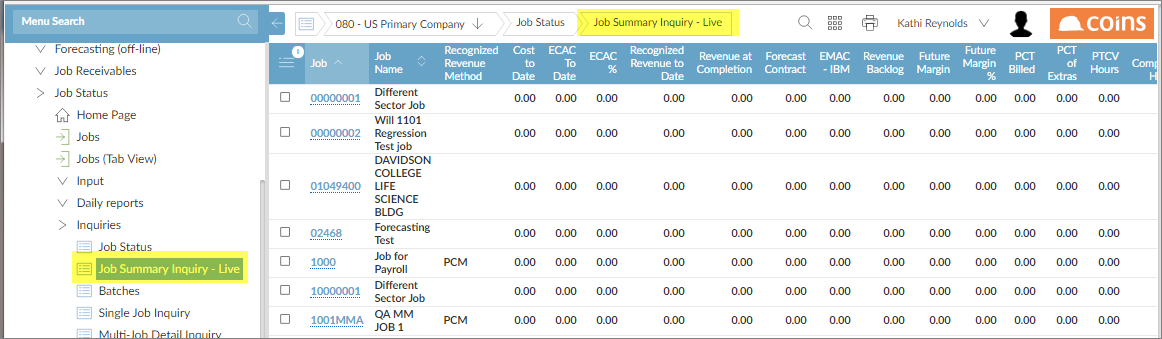 Menu Search
080 - US Primary Company
Job Status
Job Summary Inquiry - Live
Kathi Reynolds
coins
Forecasting (off-line)
Job Receivables
Job Status
Home Page
Jobs
Jobs (Tab View)
Input
Daily reports
Inquiries
Job Status
Job Summary Inquiry - Live
Batches
Single Job Inquiry
Multi-Job Detail Inquiry
Job
Job Name
Recognized Revenue Method
Cost to Date
ECAC To Date
ECAC %
Recognized Revenue to Date
Revenue at Completion
Forecast Contract
EMAC - IBM
Revenue Backlog
Future Margin
Future Margin %
PCT Billed
PCT of Extras
PTCV Hours
00000001 Different Sector Job 0.00 0.00 0.00 0.00 0.00 0.00 0.00 0.00 0.00 0.00 0.00 0.00 0.00
00000002 Will 1101 Regression Test job 0.00 0.00 0.00 0.00 0.00 0.00 0.00 0.00 0.00 0.00 0.00 0.00 0.00
01049400 DAVIDSON COLLEGE LIFE SCIENCE BLDG 0.00 0.00 0.00 0.00 0.00 0.00 0.00 0.00 0.00 0.00 0.00 0.00 0.00
02468 Forecasting Test 0.00 0.00 0.00 0.00 0.00 0.00 0.00 0.00 0.00 0.00 0.00 0.00 0.00
1000 Job for Payroll PCM 0.00 0.00 0.00 0.00 0.00 0.00 0.00 0.00 0.00 0.00 0.00 0.00 0.00
10000001 Different Sector Job 0.00 0.00 0.00 0.00 0.00 0.00 0.00 0.00 0.00 0.00 0.00 0.00 0.00
1001MMA QA MM JOB 1 PCM 0.00 0.00 0.00 0.00 0.00 0.00 0.00 0.00 0.00 0.00 0.00 0.00 0.00